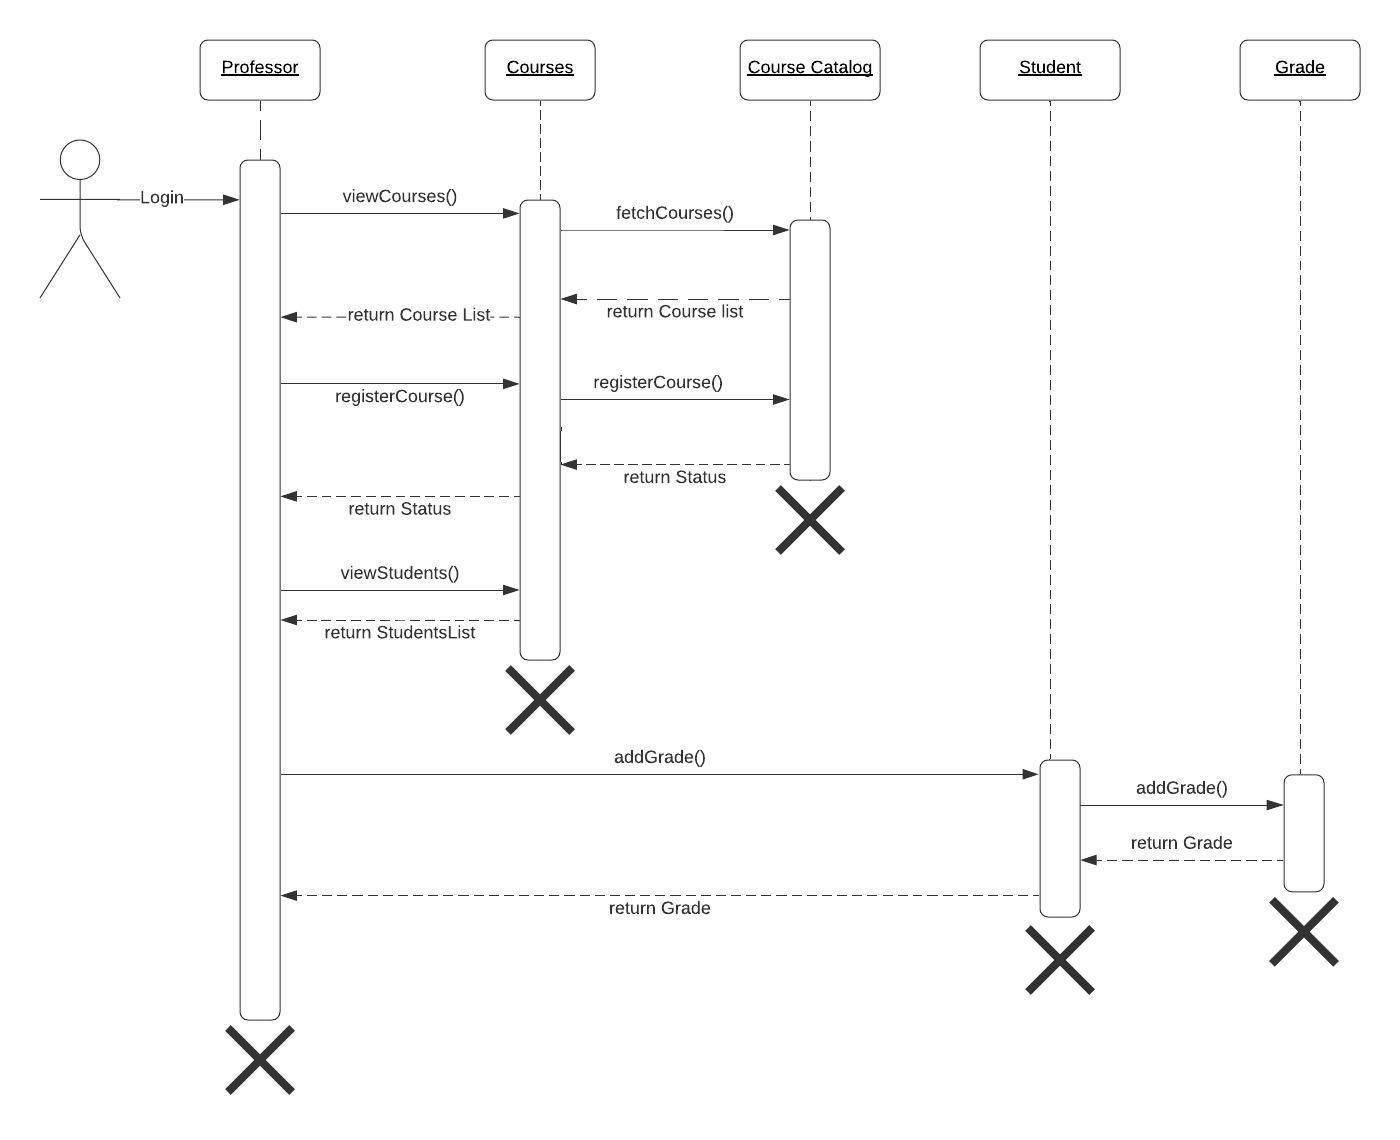 Professor
Courses
Course Catalog
Student
Grade
Login
viewCourses()
fetchCourses()
return Course list
return Course List
registerCourse()
registerCourse()
return Status
return Status
viewStudents()
return StudentsList
addGrade()
addGrade()
return Grade
return Grade